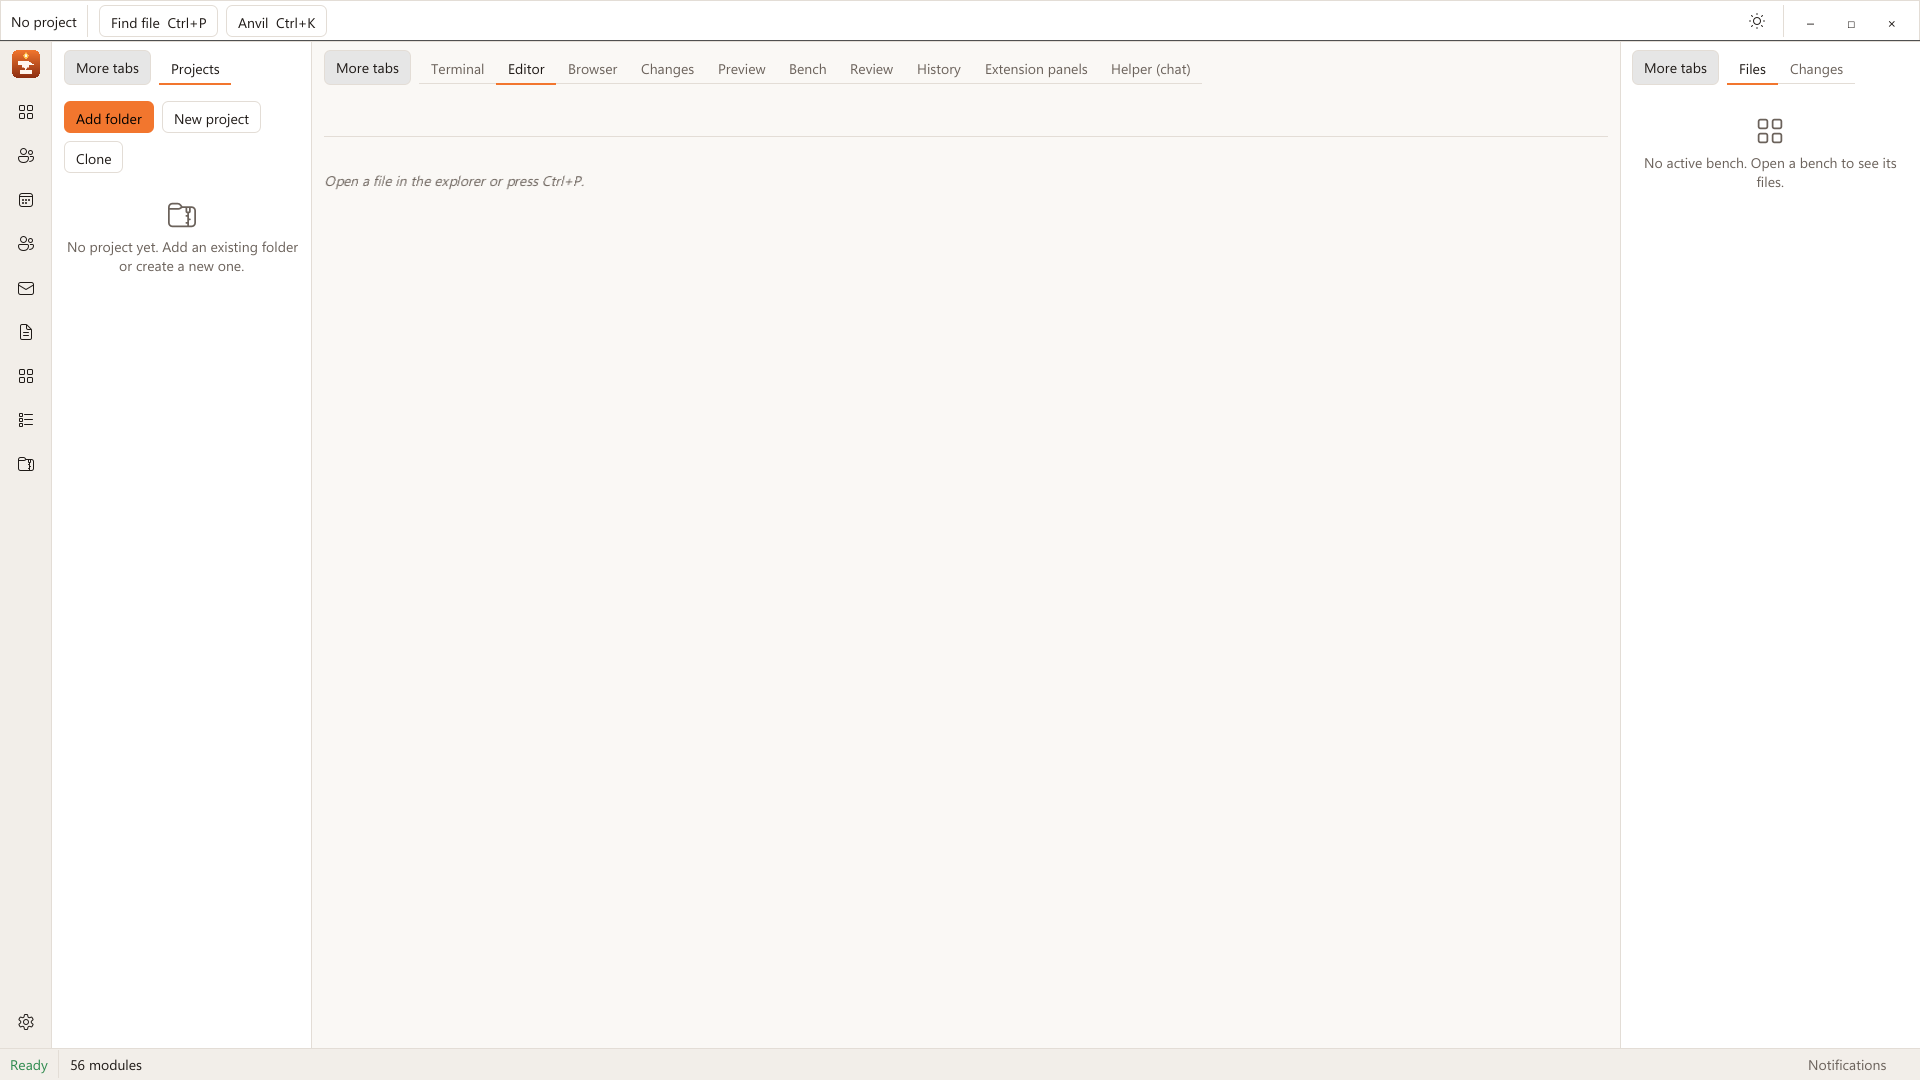 No project
Find file Ctrl+P
Anvil Ctrl+K
More tabs
Projects
Add folder
New project
Clone
No project yet. Add an existing folder
or create a new one.
More tabs
Terminal
Editor
Browser
Changes
Preview
Bench
Review
History
Extension panels
Helper (chat)
Open a file in the explorer or press Ctrl+P.
More tabs
Files
Changes
No active bench. Open a bench to see its
files.
Ready
56 modules
Notifications